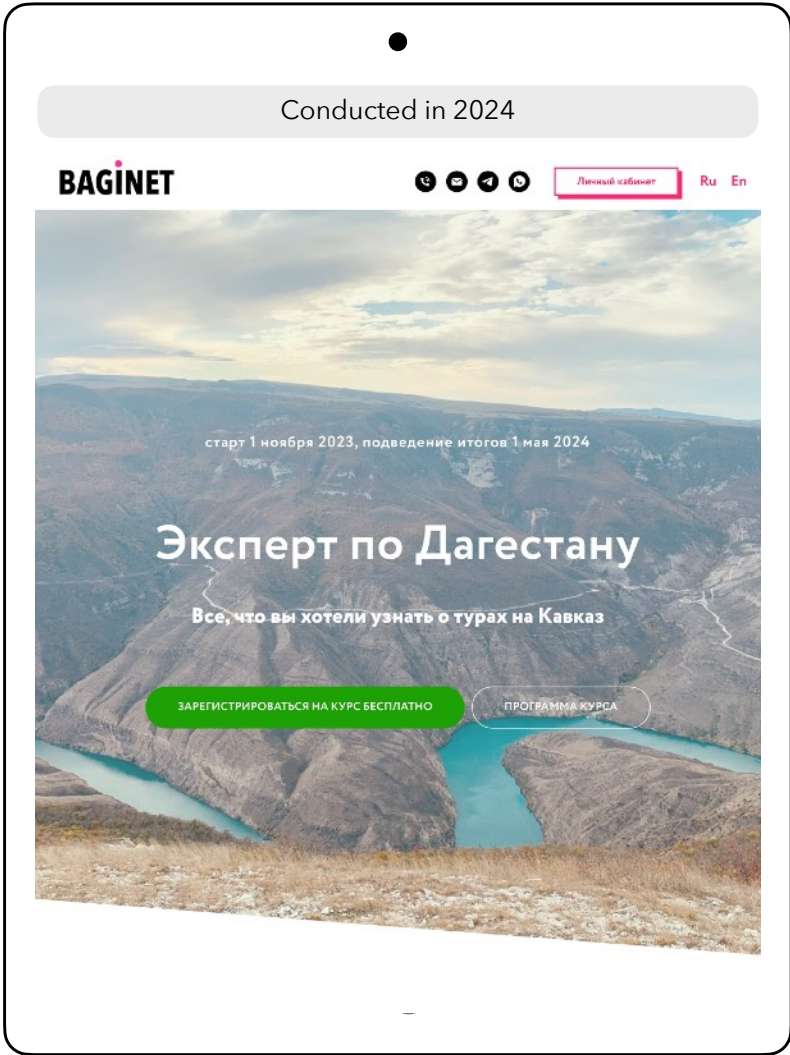 Conducted in 2024
BAGINET
Личный кабинет
Ru En
старт 1 ноября 2023, подведение итогов 1 мая 2024
Эксперт по Дагестану
Все, что вы хотели узнать о турах на Кавказ
ЗАРЕГИСТРИРОВАТЬСЯ НА КУРС БЕСПЛАТНО
ПРОГРАММА КУРСА